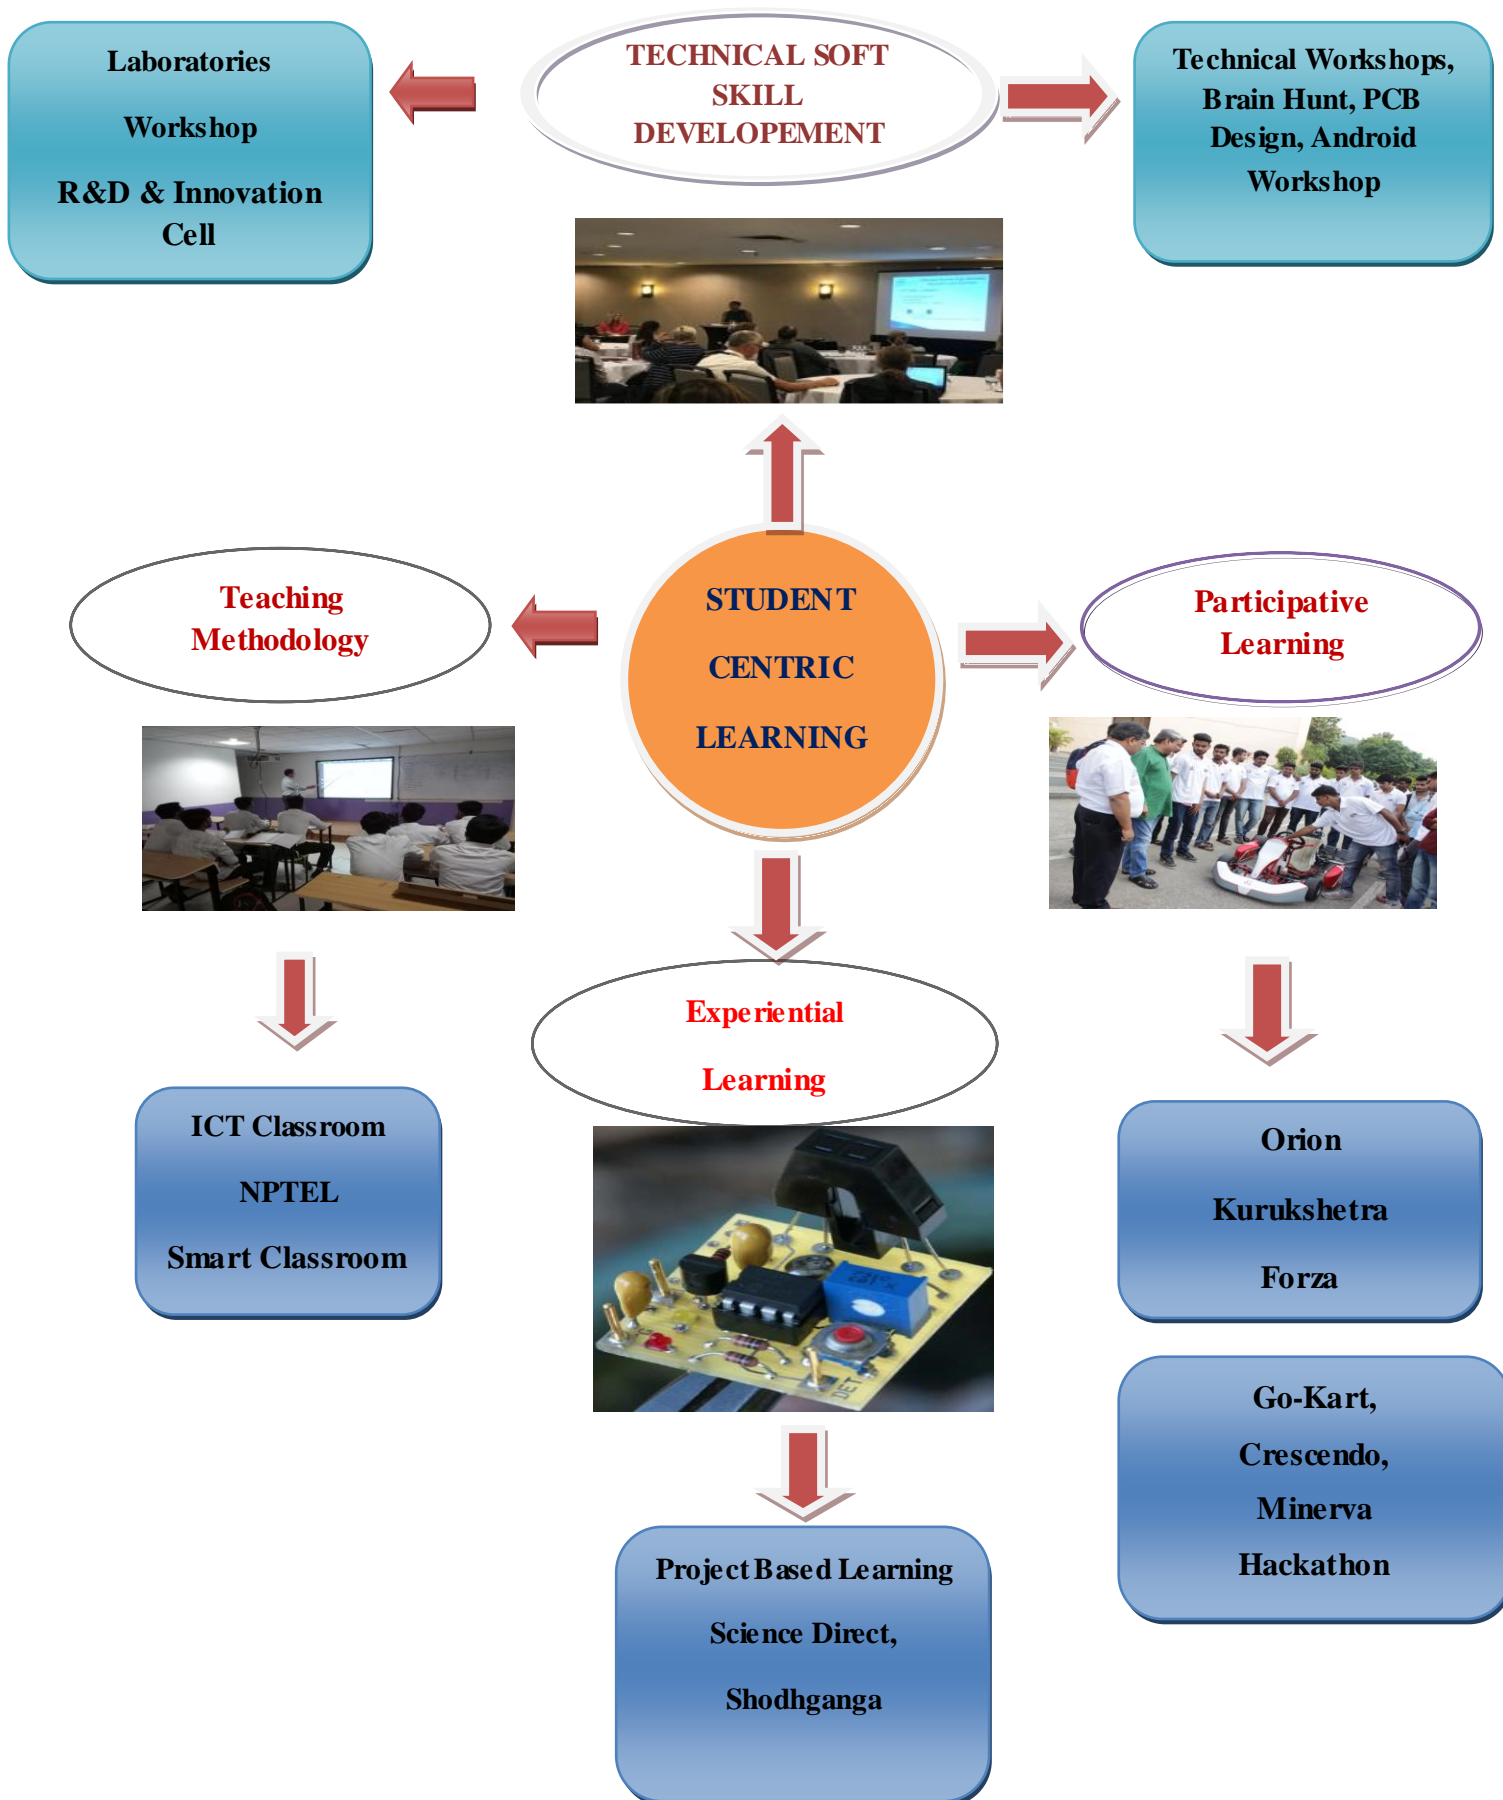 Laboratories
Workshop
R&D & Innovation
Cell
TECHNICAL SOFT
SKILL
DEVELOPEMENT
Technical Workshops,
Brain Hunt, PCB
Design, Android
Workshop
Teaching
Methodology
STUDENT
CENTRIC
LEARNING
Participative
Learning
Experiential
Learning
ICT Classroom
NPTEL
Smart Classroom
DET
Orion
Kurukshetra
Forza
Go-Kart,
Crescendo,
Minerva
Hackathon
Project Based Learning
Science Direct,
Shodhganga